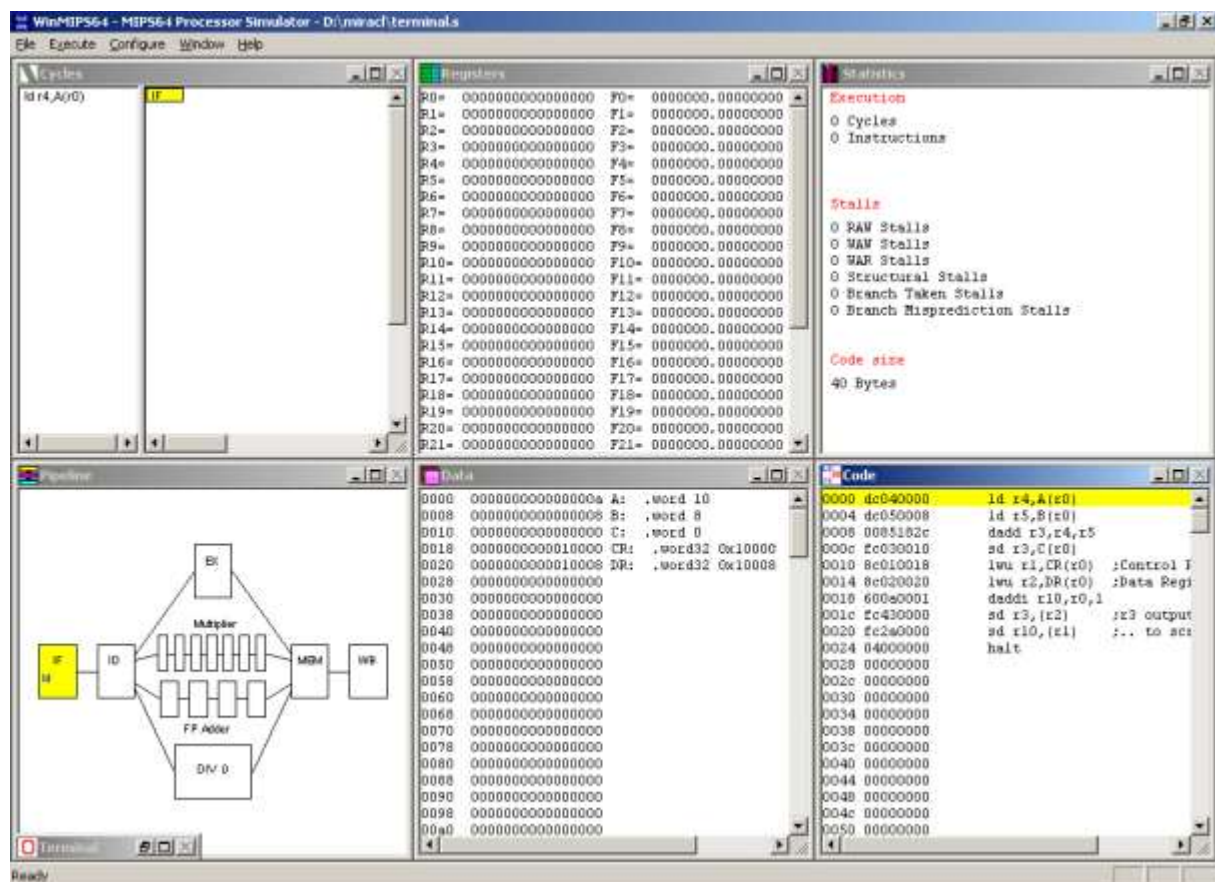 WinMIPS64 - MIPS64 Processor Simulator - D:\miracl\terminal.s
File Execute Configure Window Help
Cycles
ld r4,A(r0)
IF
Registers
R0= 0000000000000000 F0= 0000000.00000000
R1= 0000000000000000 F1= 0000000.00000000
R2= 0000000000000000 F2= 0000000.00000000
R3= 0000000000000000 F3= 0000000.00000000
R4= 0000000000000000 F4= 0000000.00000000
R5= 0000000000000000 F5= 0000000.00000000
R6= 0000000000000000 F6= 0000000.00000000
R7= 0000000000000000 F7= 0000000.00000000
R8= 0000000000000000 F8= 0000000.00000000
R9= 0000000000000000 F9= 0000000.00000000
R10= 0000000000000000 F10= 0000000.00000000
R11= 0000000000000000 F11= 0000000.00000000
R12= 0000000000000000 F12= 0000000.00000000
R13= 0000000000000000 F13= 0000000.00000000
R14= 0000000000000000 F14= 0000000.00000000
R15= 0000000000000000 F15= 0000000.00000000
R16= 0000000000000000 F16= 0000000.00000000
R17= 0000000000000000 F17= 0000000.00000000
R18= 0000000000000000 F18= 0000000.00000000
R19= 0000000000000000 F19= 0000000.00000000
R20= 0000000000000000 F20= 0000000.00000000
R21= 0000000000000000 F21= 0000000.00000000
Statistics
Execution
0 Cycles
0 Instructions
Stalls
0 RAW Stalls
0 WAW Stalls
0 WAR Stalls
0 Structural Stalls
0 Branch Taken Stalls
0 Branch Misprediction Stalls
Code size
40 Bytes
Pipeline
EX
Multiplier
IF
ld
ID
MEM
WB
FP Adder
DIV 0
Terminal
Data
0000 000000000000000a A: .word 10
0008 0000000000000008 B: .word 8
0010 0000000000000000 C: .word 0
0018 0000000000010000 CR: .word32 0x10000
0020 0000000000010008 DR: .word32 0x10008
0028 0000000000000000
0030 0000000000000000
0038 0000000000000000
0040 0000000000000000
0048 0000000000000000
0050 0000000000000000
0058 0000000000000000
0060 0000000000000000
0068 0000000000000000
0070 0000000000000000
0078 0000000000000000
0080 0000000000000000
0088 0000000000000000
0090 0000000000000000
0098 0000000000000000
00a0 0000000000000000
Code
0000 dc040000 ld r4,A(r0)
0004 dc050008 ld r5,B(r0)
0008 0085182c dadd r3,r4,r5
000c fc030010 sd r3,C(r0)
0010 8c010018 lwu r1,CR(r0) ;Control R
0014 8c020020 lwu r2,DR(r0) ;Data Regi
0018 600a0001 daddi r10,r0,1
001c fc430000 sd r3,(r2) ;r3 output
0020 fc2a0000 sd r10,(r1) ;.. to scr
0024 04000000 halt
0028 00000000
002c 00000000
0030 00000000
0034 00000000
0038 00000000
003c 00000000
0040 00000000
0044 00000000
0048 00000000
004c 00000000
0050 00000000
Ready